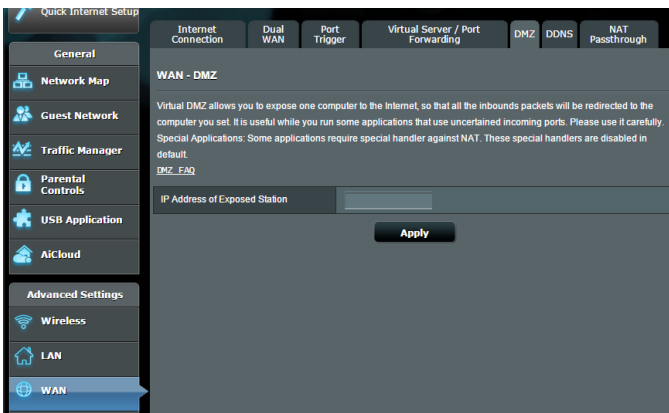 Quick Internet Setup
General
Network Map
Guest Network
Traffic Manager
Parental
Controls
USB Application
AiCloud
Advanced Settings
Wireless
LAN
WAN
Internet
Connection
Dual
WAN
Port
Trigger
Virtual Server / Port
Forwarding
DMZ
DDNS
NAT
Passthrough
WAN - DMZ
Virtual DMZ allows you to expose one computer to the Internet, so that all the inbounds packets will be redirected to the
computer you set. It is useful while you run some applications that use uncertained incoming ports. Please use it carefully.
Special Applications: Some applications require special handler against NAT. These special handlers are disabled in
default.
DMZ FAQ
IP Address of Exposed Station
Apply